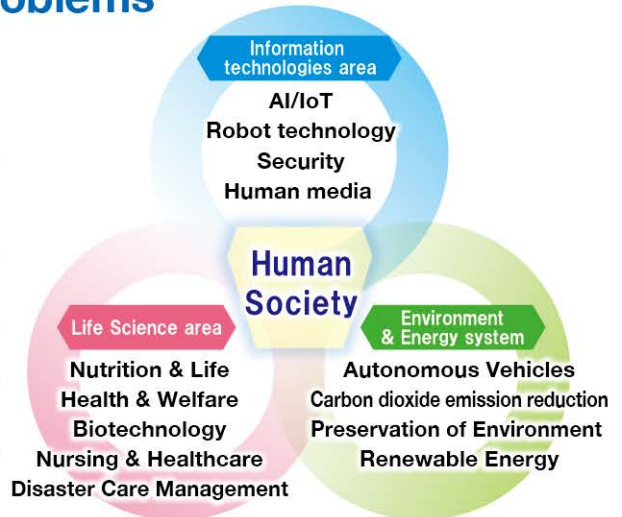 Information
technologies area
AI/IoT
Robot technology
Security
Human media
Human
Society
Life Science area
Nutrition & Life
Health & Welfare
Biotechnology
Nursing & Healthcare
Disaster Care Management
Environment
& Energy system
Autonomous Vehicles
Carbon dioxide emission reduction
Preservation of Environment
Renewable Energy